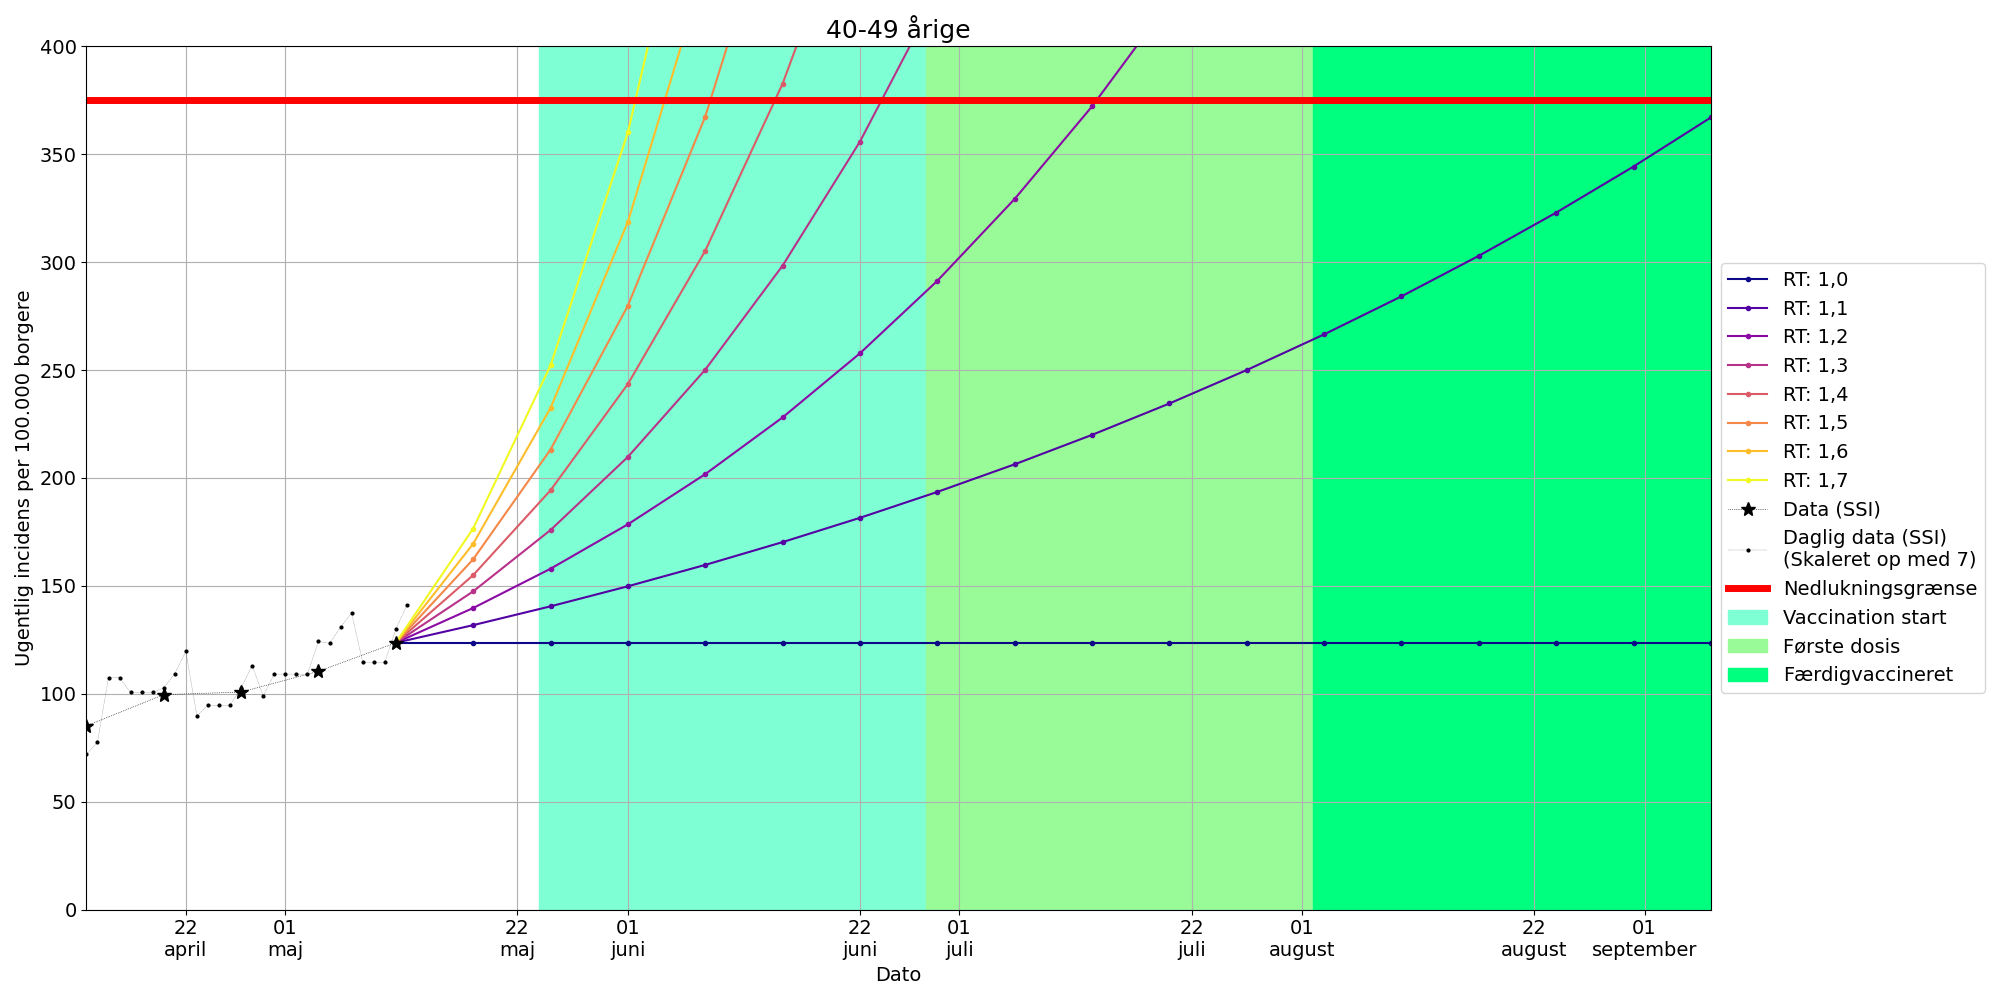 40-49 årige
400
350
300
250
200
150
100
50
0
Ugentlig incidens per 100.000 borgere
22 april
01 maj
22 maj
01 juni
22 juni
01 juli
22 juli
01 august
22 august
01 september
Dato
RT: 1,0
RT: 1,1
RT: 1,2
RT: 1,3
RT: 1,4
RT: 1,5
RT: 1,6
RT: 1,7
Data (SSI)
Daglig data (SSI)
(Skaleret op med 7)
Nedlukningsgrænse
Vaccination start
Første dosis
Færdigvaccineret